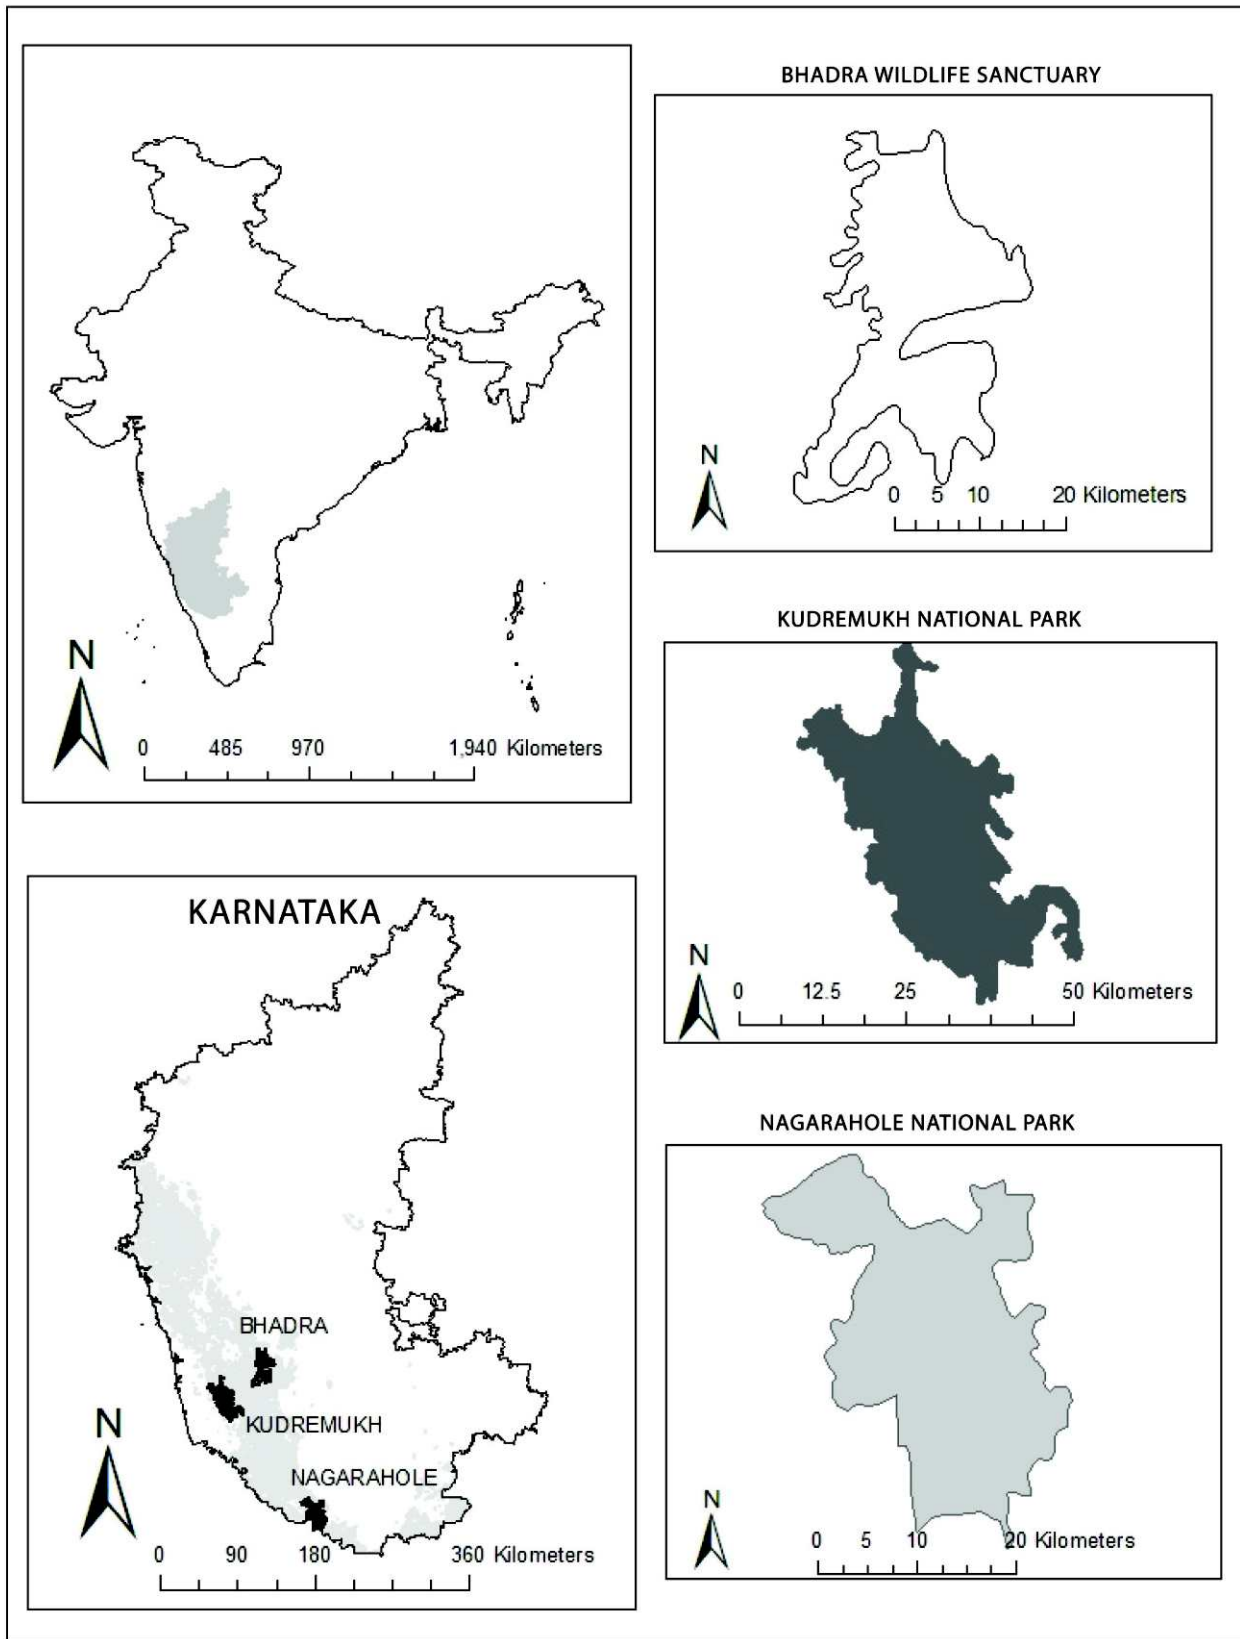 N
0 485 970 1,940 Kilometers
BHADRA WILDLIFE SANCTUARY
N
0 5 10 20 Kilometers
KUDREMUKH NATIONAL PARK
N
0 12.5 25 50 Kilometers
KARNATAKA
BHADRA
KUDREMUKH
NAGARAHOLE
N
0 90 180 360 Kilometers
NAGARAHOLE NATIONAL PARK
N
0 5 10 20 Kilometers